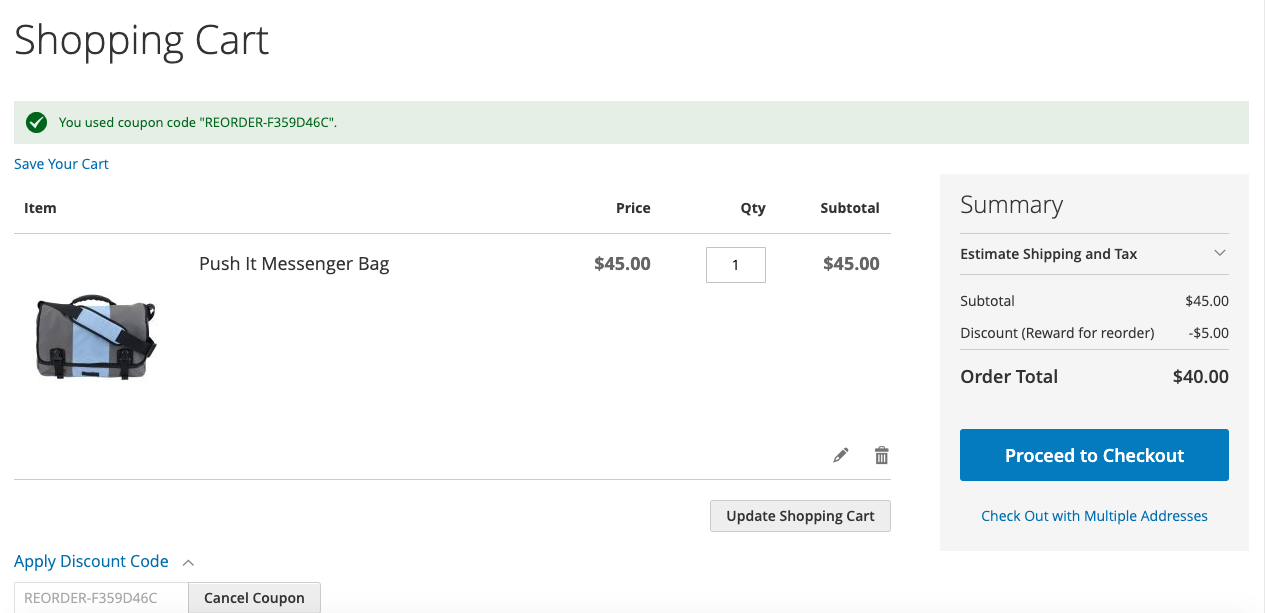 Shopping Cart
You used coupon code "REORDER-F359D46C".
Save Your Cart
Item Price Qty Subtotal
Push It Messenger Bag $45.00 1 $45.00
Update Shopping Cart
Apply Discount Code
REORDER-F359D46C Cancel Coupon
Summary
Estimate Shipping and Tax
Subtotal $45.00
Discount (Reward for reorder) -$5.00
Order Total $40.00
Proceed to Checkout
Check Out with Multiple Addresses